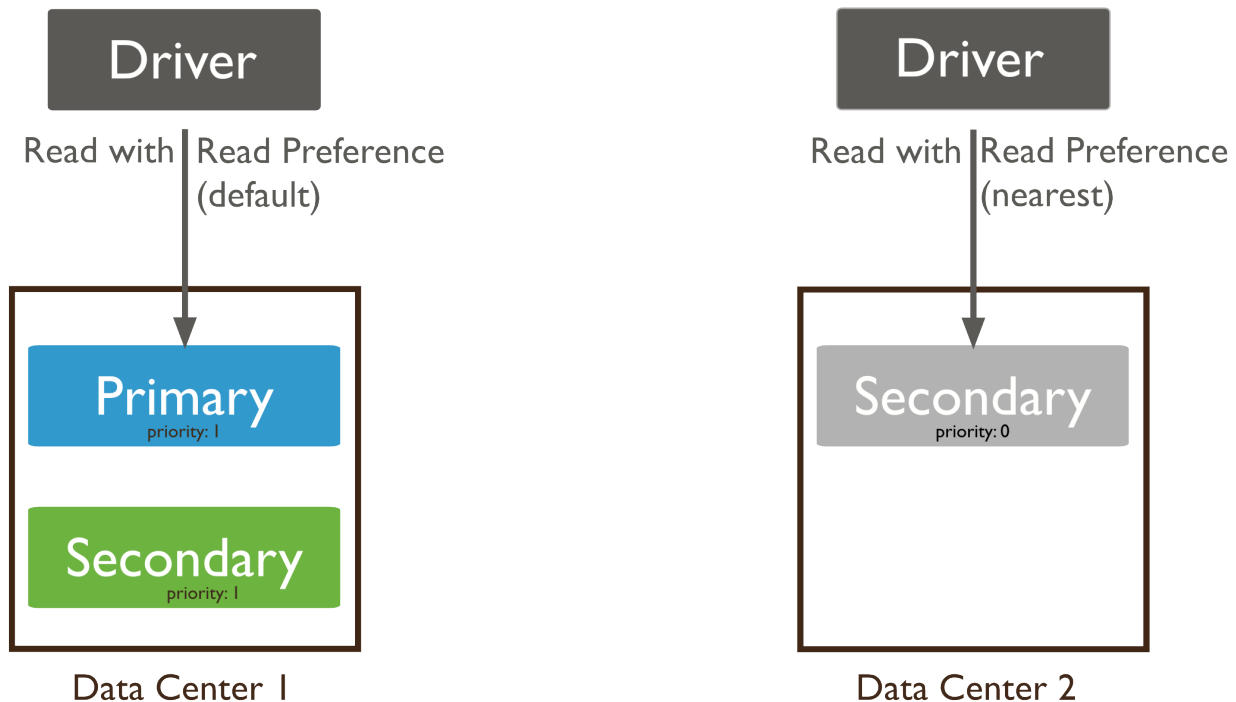 Driver
Read with Read Preference
(default)
Primary
priority: 1
Secondary
priority: 1
Data Center 1
Driver
Read with Read Preference
(nearest)
Secondary
priority: 0
Data Center 2